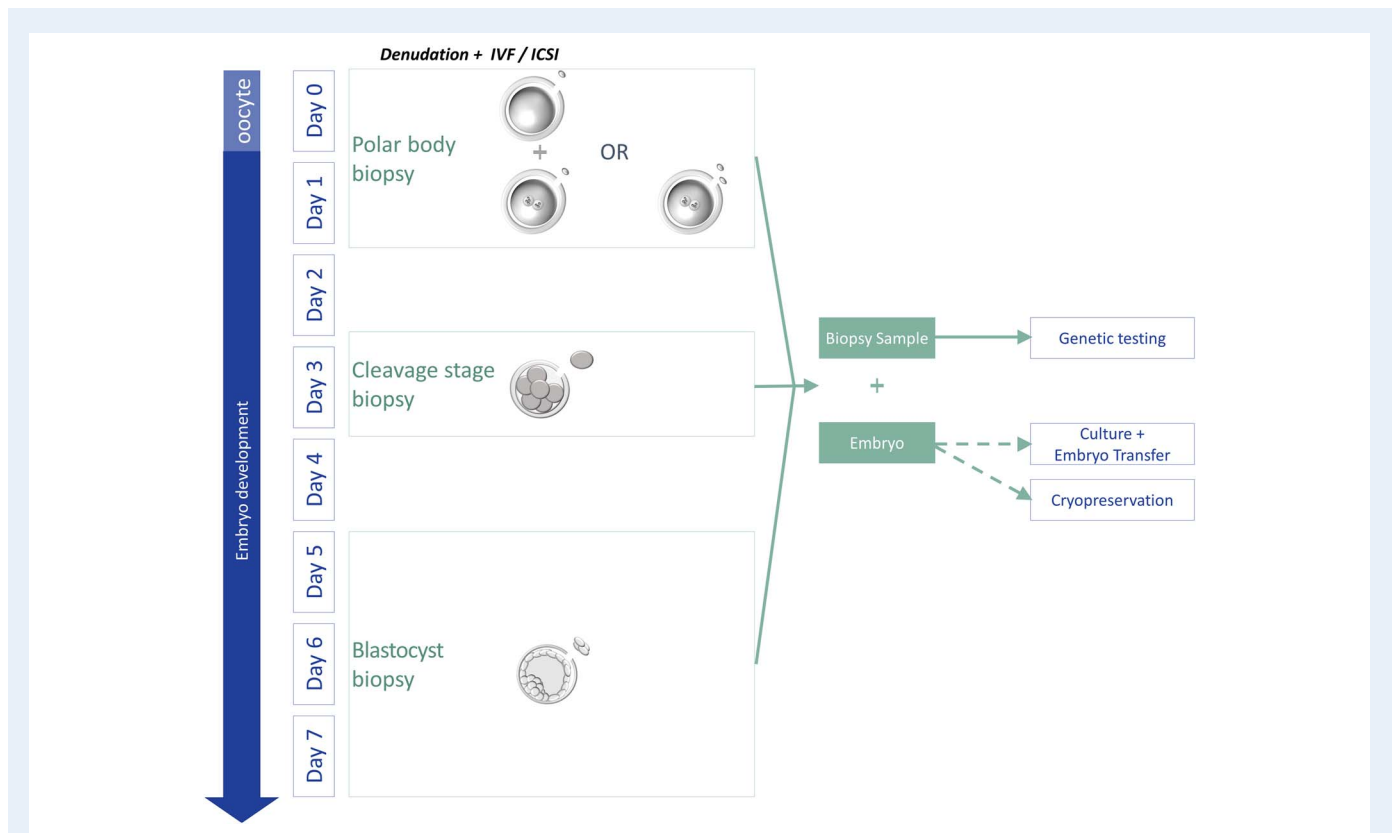 Denudation + IVF / ICSI
oocyte
Embryo development
Day 0
Day 1
Day 2
Day 3
Day 4
Day 5
Day 6
Day 7
Polar body
biopsy
+
OR
Cleavage stage
biopsy
Blastocyst
biopsy
Biopsy Sample
+
Embryo
Genetic testing
Culture +
Embryo Transfer
Cryopreservation